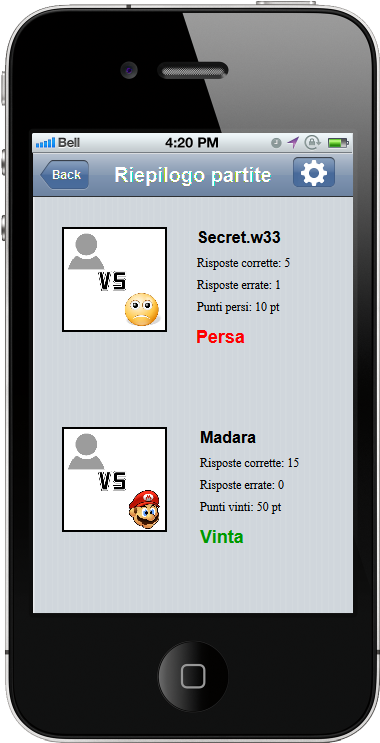 Bell 4:20 PM
Back Riepilogo partite
VS
Secret.w33
Risposte corrette: 5
Risposte errate: 1
Punti persi: 10 pt
Persa
VS
Madara
Risposte corrette: 15
Risposte errate: 0
Punti vinti: 50 pt
Vinta